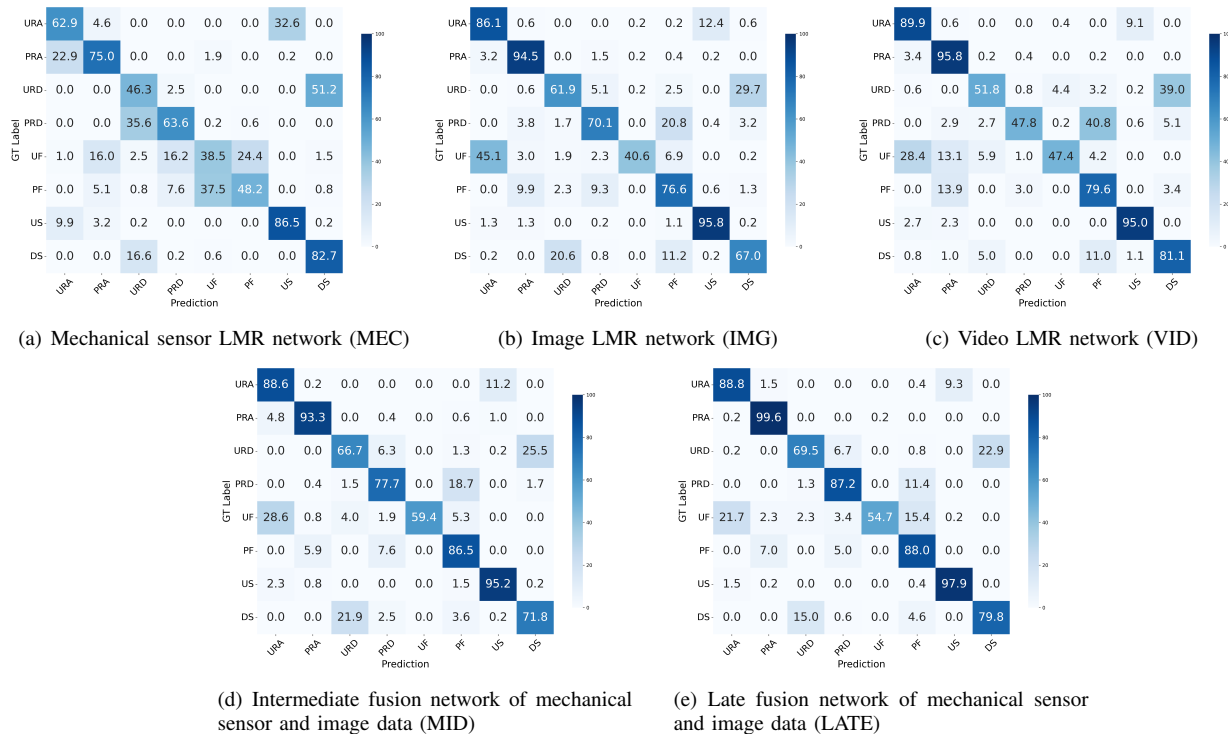 URA 62.9 4.6 0.0 0.0 0.0 0.0 32.6 0.0
PRA 22.9 75.0 0.0 0.0 1.9 0.0 0.2 0.0
URD 0.0 0.0 46.3 2.5 0.0 0.0 0.0 51.2
PRD 0.0 0.0 35.6 63.6 0.2 0.6 0.0 0.0
UF 1.0 16.0 2.5 16.2 38.5 24.4 0.0 1.5
PF 0.0 5.1 0.8 7.6 37.5 48.2 0.0 0.8
US 9.9 3.2 0.2 0.0 0.0 0.0 86.5 0.2
DS 0.0 0.0 16.6 0.2 0.6 0.0 0.0 82.7
GT Label
URA PRA URD PRD UF PF US DS
Prediction
100
80
60
40
20
0
(a) Mechanical sensor LMR network (MEC)
URA 86.1 0.6 0.0 0.0 0.2 0.0 12.4 0.6
PRA 3.2 94.5 0.0 1.5 0.2 0.4 0.2 0.0
URD 0.0 0.6 61.9 5.1 0.2 2.5 0.0 29.7
PRD 0.0 3.8 1.7 70.1 0.0 20.8 0.4 3.2
UF 45.1 3.0 1.9 2.3 40.6 6.9 0.0 0.2
PF 0.0 9.9 2.3 9.3 0.0 76.6 0.6 1.3
US 1.3 1.3 0.0 0.2 0.0 1.1 95.8 0.2
DS 0.2 0.0 20.6 0.8 0.0 11.2 0.2 67.0
GT Label
URA PRA URD PRD UF PF US DS
Prediction
100
80
60
40
20
0
(b) Image LMR network (IMG)
URA 89.9 0.6 0.0 0.0 0.4 0.0 9.1 0.0
PRA 3.4 95.8 0.0 0.0 0.4 0.2 0.2 0.0
URD 0.6 0.0 51.8 0.8 4.4 3.2 0.2 39.0
PRD 0.0 2.9 2.7 47.8 0.2 40.8 0.6 5.1
UF 28.4 13.1 5.9 1.0 47.4 4.2 0.0 0.0
PF 0.0 13.9 0.0 3.0 0.0 79.6 0.0 3.4
US 2.7 2.3 0.0 0.0 0.0 0.0 95.0 0.0
DS 0.8 1.0 5.0 0.0 0.0 11.0 1.1 81.1
GT Label
URA PRA URD PRD UF PF US DS
Prediction
100
80
60
40
20
0
(c) Video LMR network (VID)
URA 88.6 0.2 0.0 0.0 0.0 0.0 11.2 0.0
PRA 4.8 93.3 0.0 0.4 0.0 0.6 1.0 0.0
URD 0.0 0.0 66.7 6.3 0.0 1.3 0.2 25.5
PRD 0.0 0.4 1.5 77.7 0.0 18.7 0.0 1.7
UF 28.6 0.8 4.0 1.9 59.4 5.3 0.0 0.0
PF 0.0 5.9 0.0 7.6 0.0 86.5 0.0 0.0
US 2.3 0.8 0.0 0.0 0.0 1.5 95.2 0.2
DS 0.0 0.0 21.9 2.5 0.0 3.6 0.2 71.8
GT Label
URA PRA URD PRD UF PF US DS
Prediction
100
80
60
40
20
0
(d) Intermediate fusion network of mechanical
sensor and image data (MID)
URA 88.8 1.5 0.0 0.0 0.0 0.4 9.3 0.0
PRA 0.2 99.6 0.0 0.0 0.2 0.0 0.0 0.0
URD 0.0 0.0 69.5 6.7 0.0 0.8 0.0 22.9
PRD 0.0 0.0 1.3 87.2 0.0 11.4 0.0 0.0
UF 21.7 2.3 2.3 3.4 54.7 15.4 0.2 0.0
PF 0.0 7.0 0.0 5.0 0.0 88.0 0.0 0.0
US 1.5 0.2 0.0 0.0 0.0 0.4 97.9 0.0
DS 0.0 0.0 15.0 0.6 0.0 4.6 0.0 79.8
GT Label
URA PRA URD PRD UF PF US DS
Prediction
100
80
60
40
20
0
(e) Late fusion network of mechanical sensor
and image data (LATE)